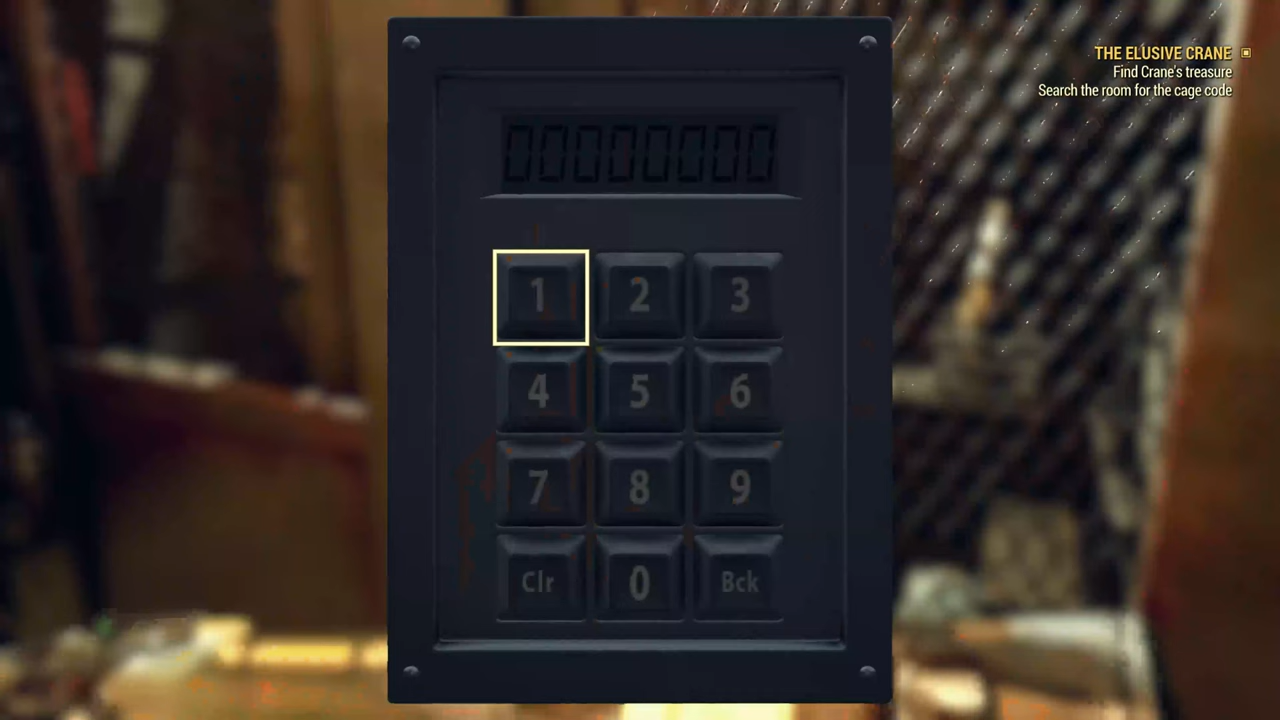 THE ELUSIVE CRANE
Find Crane's treasure
Search the room for the cage code
00000000
1 2 3
4 5 6
7 8 9
Clr 0 Bck